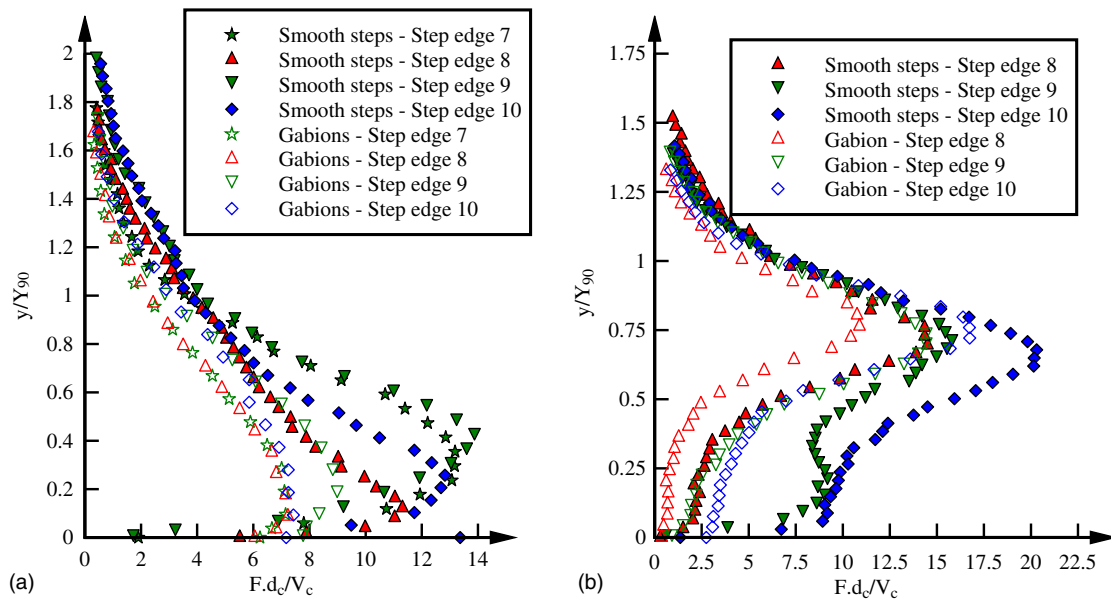 Smooth steps - Step edge 7
Smooth steps - Step edge 8
Smooth steps - Step edge 9
Smooth steps - Step edge 10
Gabions - Step edge 7
Gabions - Step edge 8
Gabions - Step edge 9
Gabions - Step edge 10
y/Y90
2
1.8
1.6
1.4
1.2
1
0.8
0.6
0.4
0.2
0
0 2 4 6 8 10 12 14
F.dc/Vc
(a)
Smooth steps - Step edge 8
Smooth steps - Step edge 9
Smooth steps - Step edge 10
Gabion - Step edge 8
Gabion - Step edge 9
Gabion - Step edge 10
y/Y90
1.75
1.5
1.25
1
0.75
0.5
0.25
0
0 2.5 5 7.5 10 12.5 15 17.5 20 22.5
F.dc/Vc
(b)